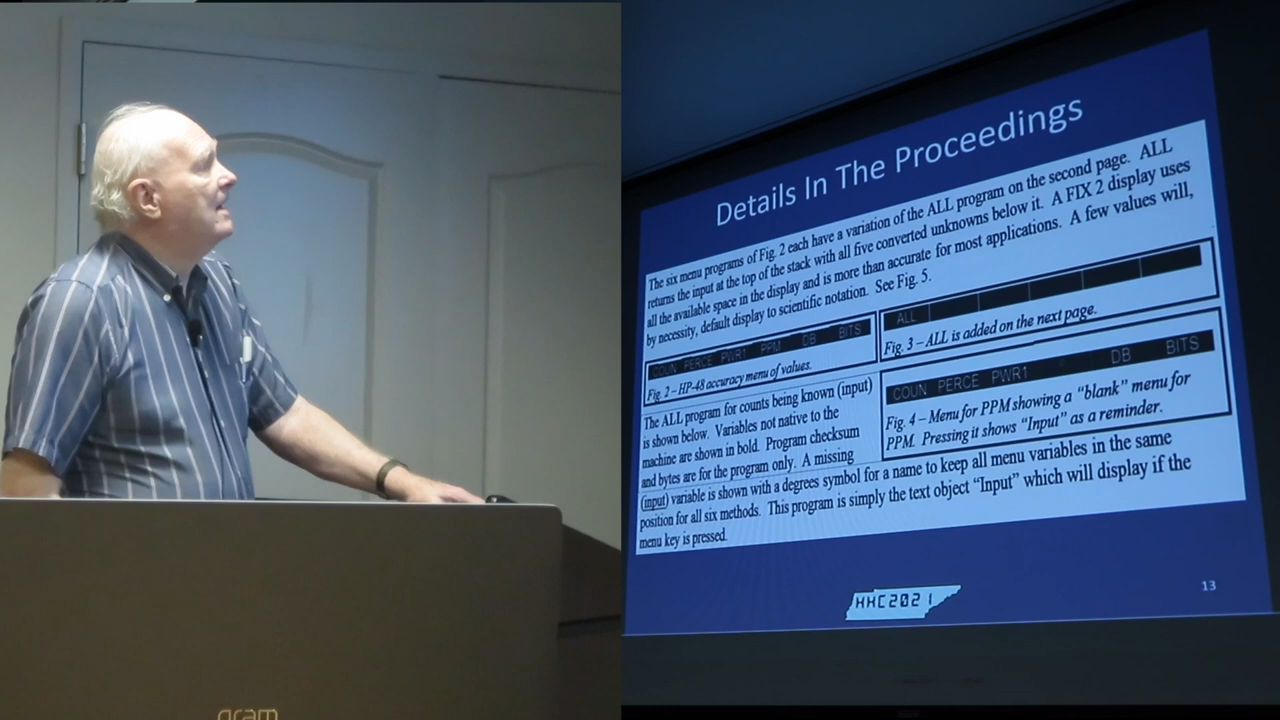 Details In The Proceedings
The six menu programs of Fig. 2 each have a variation of the ALL program on the second page. ALL
returns the input at the top of the stack with all five converted unknowns below it. A FIX 2 display uses
all the available space in the display and is more than accurate for most applications. A few values will,
by necessity, default display to scientific notation. See Fig. 5.
COUN PERCE PWR1 PPM DB BITS
Fig. 2 – HP-48 accuracy menu of values.
ALL
Fig. 3 – ALL is added on the next page.
The ALL program for counts being known (input)
is shown below. Variables not native to the
machine are shown in bold. Program checksum
and bytes are for the program only. A missing
COUN PERCE PWR1 DB BITS
Fig. 4 – Menu for PPM showing a “blank” menu for
PPM. Pressing it shows “Input” as a reminder.
(input) variable is shown with a degrees symbol for a name to keep all menu variables in the same
position for all six methods. This program is simply the text object “Input” which will display if the
menu key is pressed.
HHC2021
13
gram